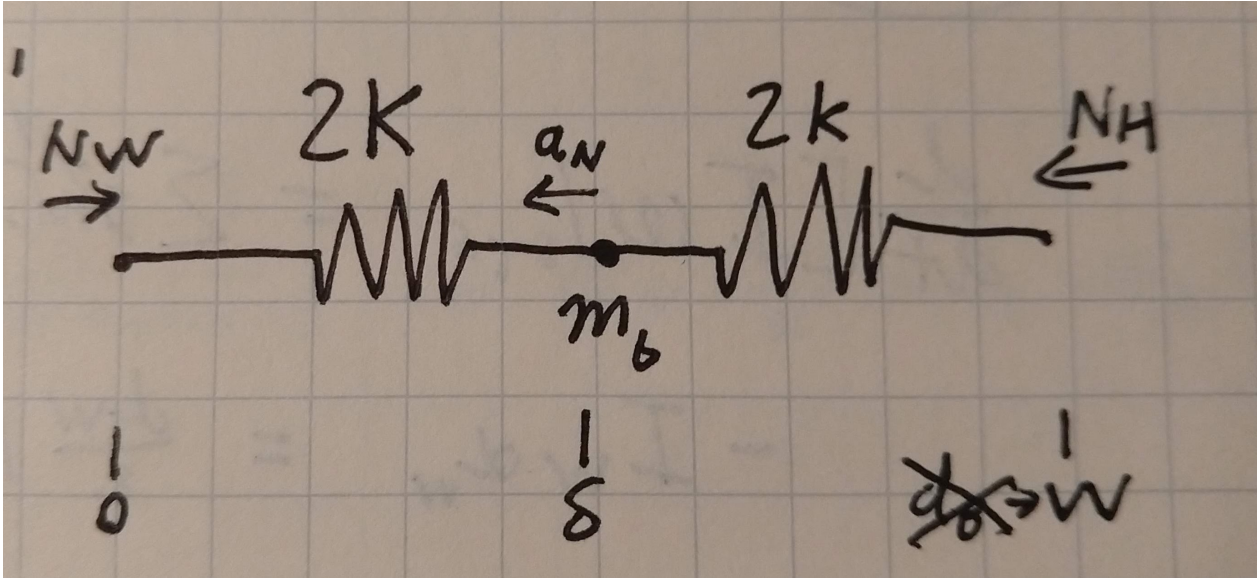 2K 2k
NW aN NH
→ ← ←
mb
0 δ W